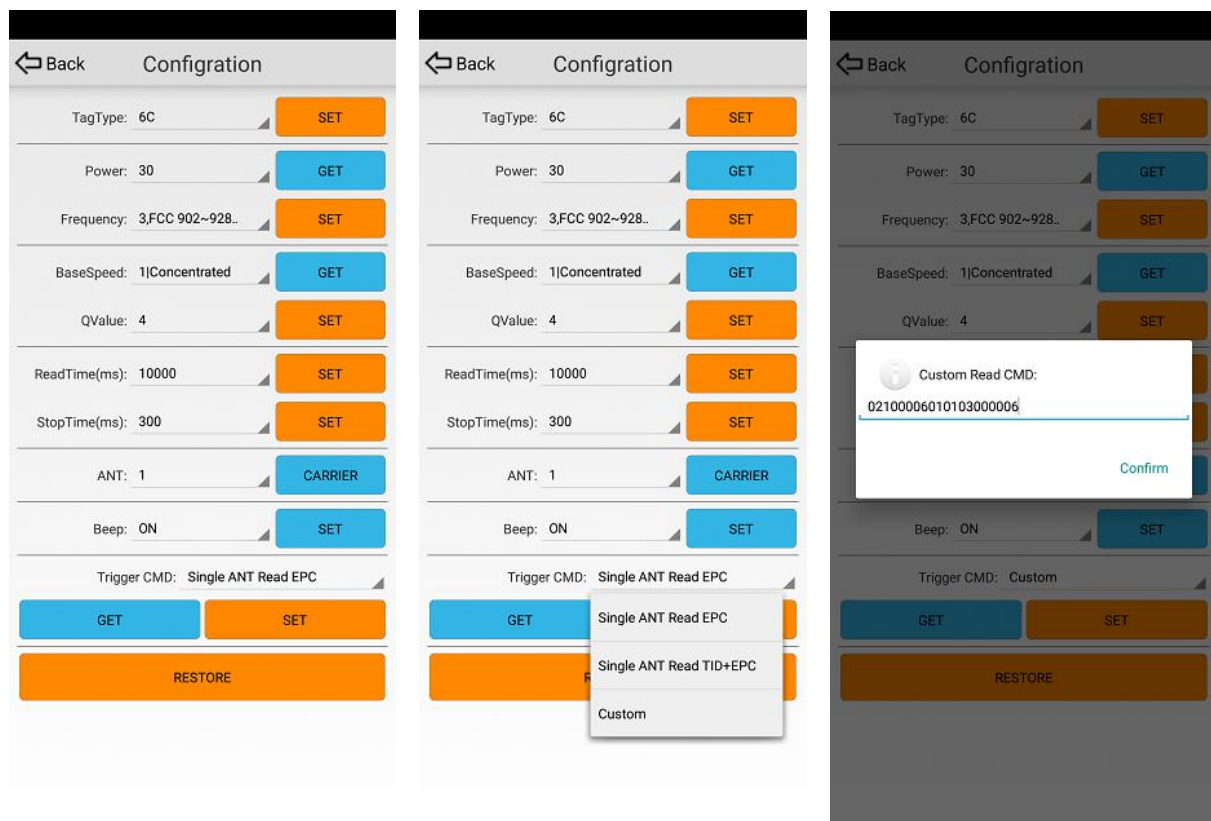 Back Configration
TagType: 6C SET
Power: 30 GET
Frequency: 3,FCC 902~928.. SET
BaseSpeed: 1|Concentrated GET
QValue: 4 SET
ReadTime(ms): 10000 SET
StopTime(ms): 300 SET
ANT: 1 CARRIER
Beep: ON SET
Trigger CMD: Single ANT Read EPC
GET SET
RESTORE
Back Configration
TagType: 6C SET
Power: 30 GET
Frequency: 3,FCC 902~928.. SET
BaseSpeed: 1|Concentrated GET
QValue: 4 SET
ReadTime(ms): 10000 SET
StopTime(ms): 300 SET
ANT: 1 CARRIER
Beep: ON SET
Trigger CMD: Single ANT Read EPC
GET
Single ANT Read EPC
Single ANT Read TID+EPC
Custom
Back Configration
TagType: 6C SET
Power: 30 GET
Frequency: 3,FCC 902~928.. SET
BaseSpeed: 1|Concentrated GET
QValue: 4 SET
Custom Read CMD:
02100006010103000006
Confirm
Beep: ON SET
Trigger CMD: Custom
GET SET
RESTORE